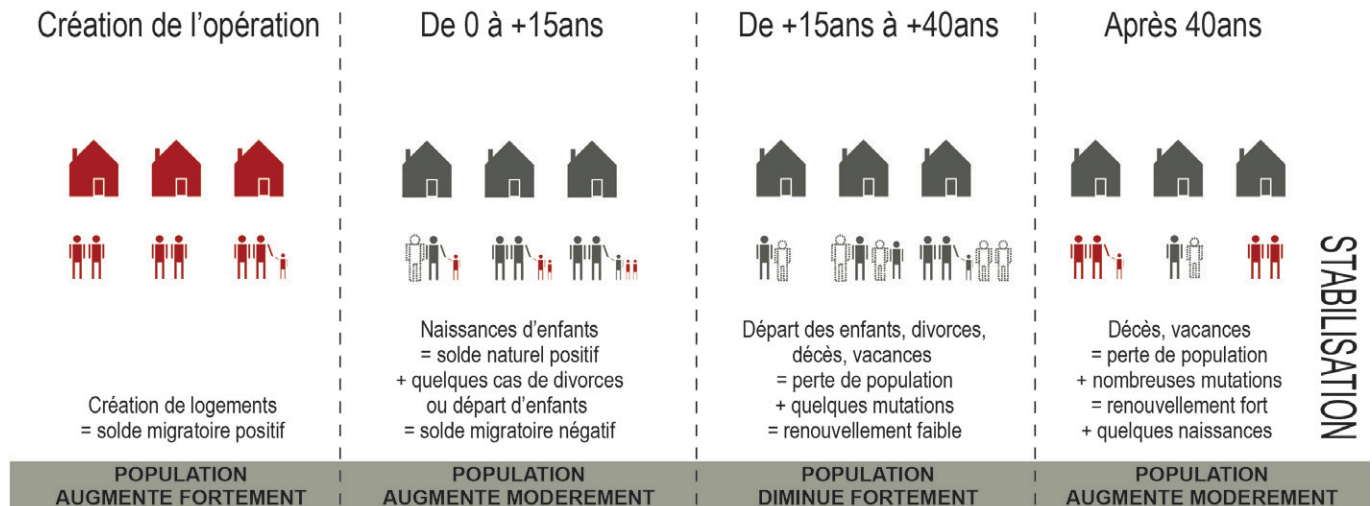 Création de l'opération
De 0 à +15ans
De +15ans à +40ans
Après 40ans
Création de logements
= solde migratoire positif
Naissances d'enfants
= solde naturel positif
+ quelques cas de divorces
ou départ d'enfants
= solde migratoire négatif
Départ des enfants, divorces,
décès, vacances
= perte de population
+ quelques mutations
= renouvellement faible
Décès, vacances
= perte de population
+ nombreuses mutations
= renouvellement fort
+ quelques naissances
STABILISATION
POPULATION
AUGMENTE FORTEMENT
POPULATION
AUGMENTE MODEREMENT
POPULATION
DIMINUE FORTEMENT
POPULATION
AUGMENTE MODEREMENT